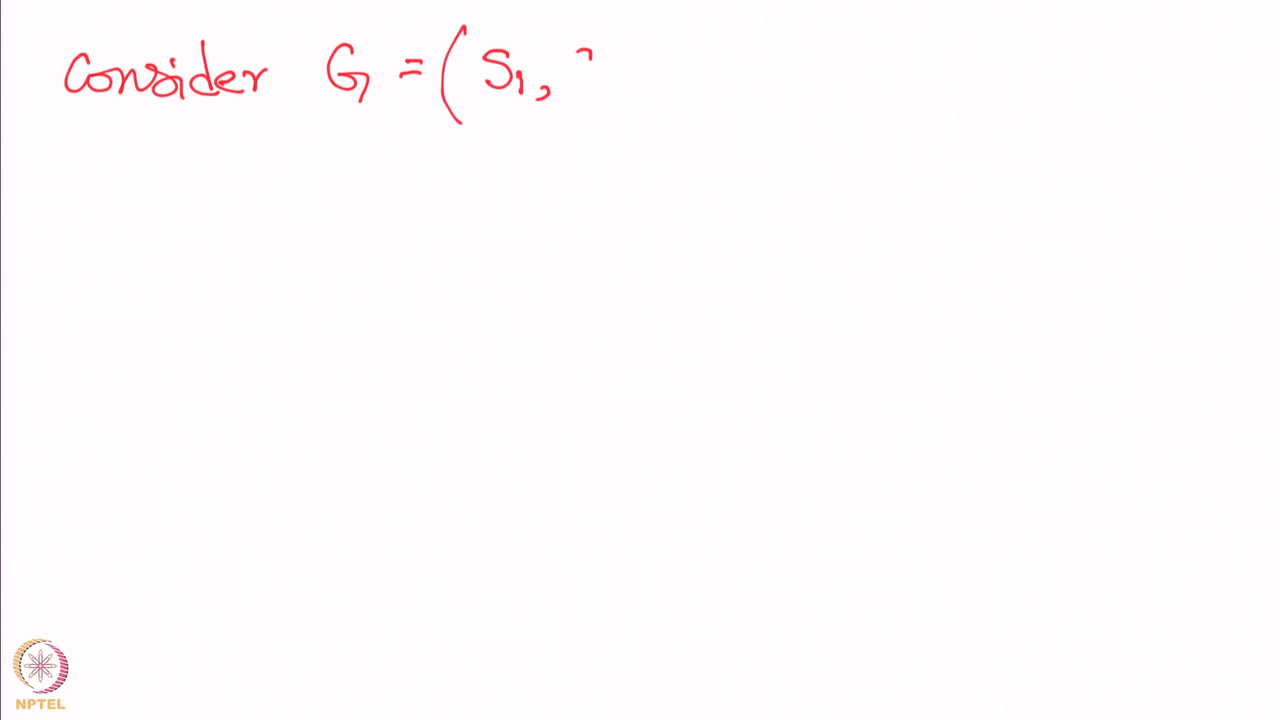 Consider G = ( S1,
NPTEL